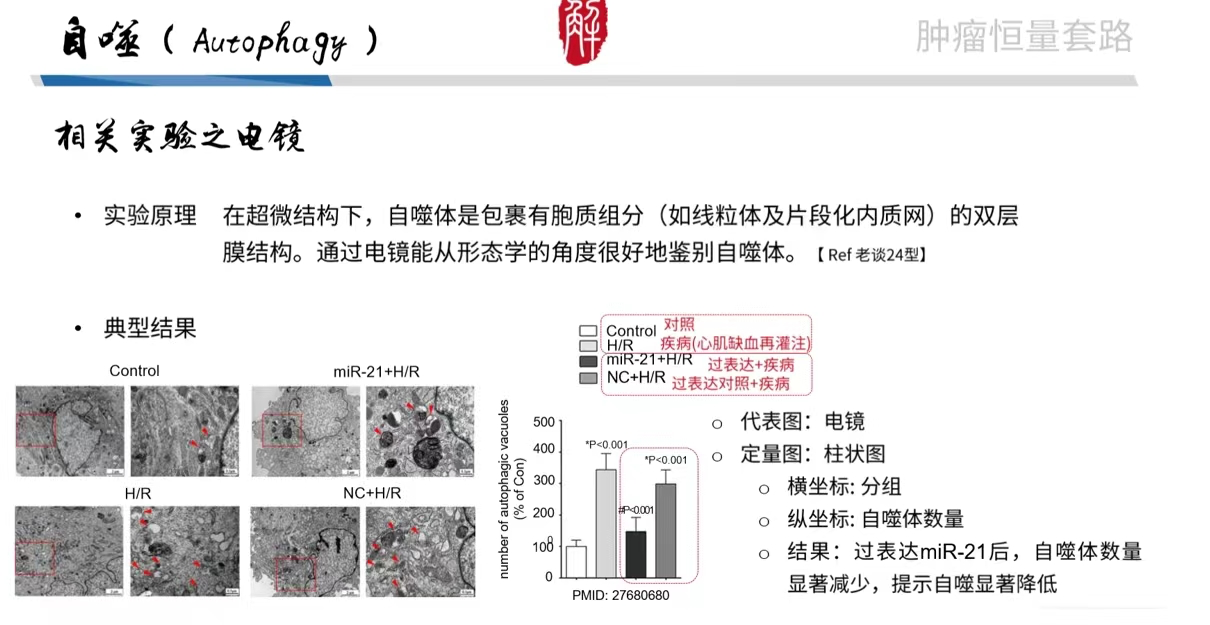 自噬（Autophagy）
解
肿瘤恒量套路
相关实验之电镜
• 实验原理 在超微结构下，自噬体是包裹有胞质组分（如线粒体及片段化内质网）的双层
膜结构。通过电镜能从形态学的角度很好地鉴别自噬体。【Ref 老谈24型】
• 典型结果
Control
miR-21+H/R
H/R
NC+H/R
Control 对照
H/R 疾病(心肌缺血再灌注)
miR-21+H/R 过表达+疾病
NC+H/R 过表达对照+疾病
number of autophagic vacuoles
(% of Con)
500
400
300
200
100
0
*P<0.001
#P<0.001
*P<0.001
PMID: 27680680
○ 代表图：电镜
○ 定量图：柱状图
○ 横坐标: 分组
○ 纵坐标: 自噬体数量
○ 结果：过表达miR-21后，自噬体数量
显著减少，提示自噬显著降低